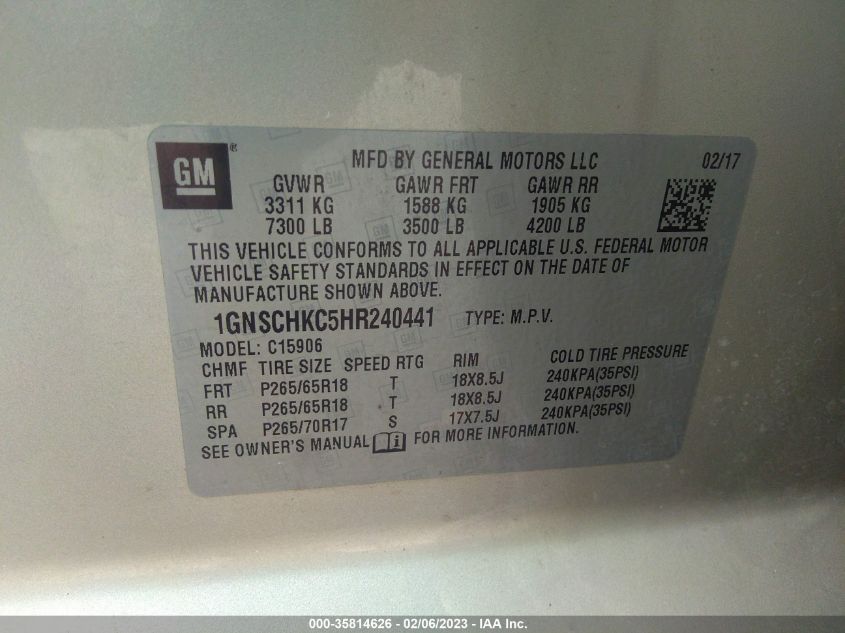 GM® MFD BY GENERAL MOTORS LLC 02/17
GVWR GAWR FRT GAWR RR
3311 KG 1588 KG 1905 KG
7300 LB 3500 LB 4200 LB
THIS VEHICLE CONFORMS TO ALL APPLICABLE U.S. FEDERAL MOTOR
VEHICLE SAFETY STANDARDS IN EFFECT ON THE DATE OF
MANUFACTURE SHOWN ABOVE.
1GNSCHKC5HR240441 TYPE: M.P.V.
MODEL: C15906
CHMF TIRE SIZE SPEED RTG RIM COLD TIRE PRESSURE
FRT P265/65R18 T 18X8.5J 240KPA(35PSI)
RR P265/65R18 T 18X8.5J 240KPA(35PSI)
SPA P265/70R17 S 17X7.5J 240KPA(35PSI)
SEE OWNER'S MANUAL i FOR MORE INFORMATION.
000-35814626 - 02/06/2023 - IAA Inc.